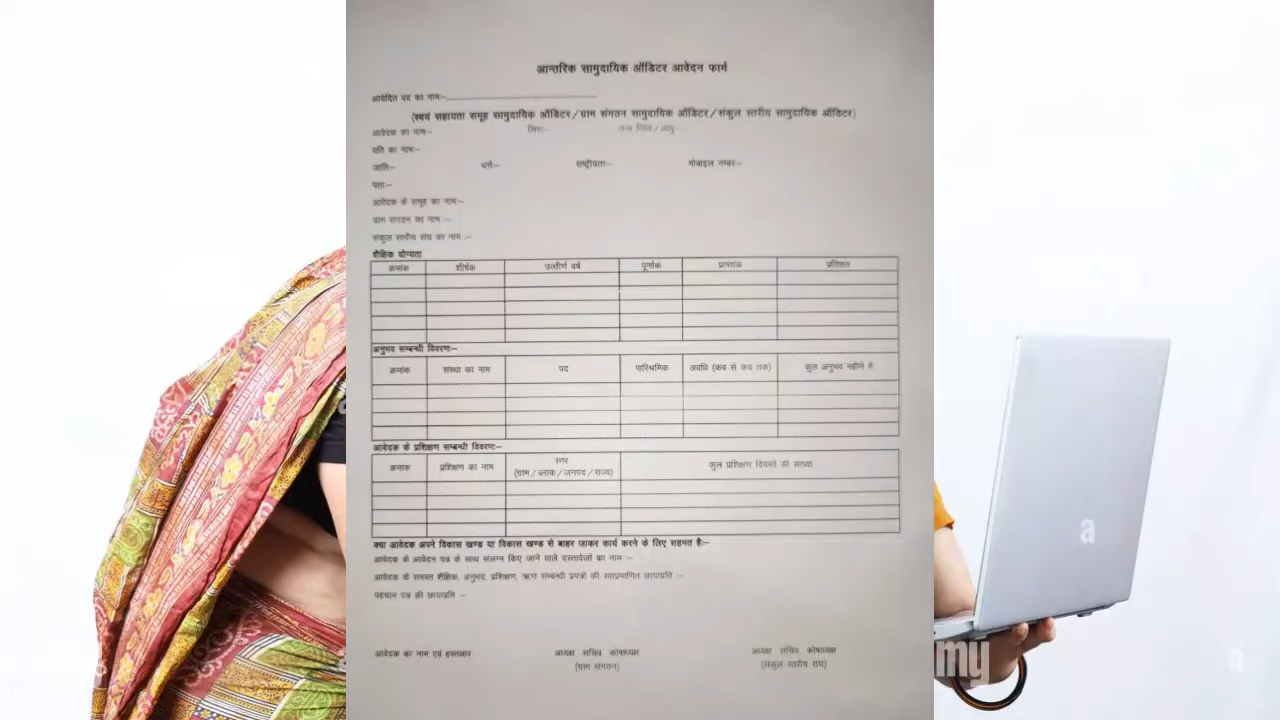 आन्तरिक सामुदायिक ऑडिटर आवेदन फार्म
आवेदित पद का नामः-
(स्वयं सहायता समूह सामुदायिक ऑडिटर/ग्राम संगठन सामुदायिक ऑडिटर/संकुल स्तरीय सामुदायिक ऑडिटर)
आवेदक का नामः- लिंगः- जन्म तिथि/आयुः-
पति का नामः-
जातिः- धर्मः- राष्ट्रीयताः- मोबाइल नम्बरः-
पताः-
आवेदक के समूह का नामः-
ग्राम संगठन का नाम :-
संकुल स्तरीय संघ का नाम :-
शैक्षिक योग्यता
क्रमांक शीर्षक उत्तीर्ण वर्ष पूर्णांक प्राप्तांक प्रतिशत
अनुभव सम्बन्धी विवरणः-
क्रमांक संस्था का नाम पद पारिश्रमिक अवधि (कब से कब तक) कुल अनुभव महीने में
आवेदक के प्रशिक्षण सम्बन्धी विवरणः-
क्रमांक प्रशिक्षण का नाम स्तर (ग्राम/ब्लाक/जनपद/राज्य) कुल प्रशिक्षण दिवसों की संख्या
क्या आवेदक अपने विकास खण्ड या विकास खण्ड से बाहर जाकर कार्य करने के लिए सहमत हैः-
आवेदक के आवेदन पत्र के साथ संलग्न किए जाने वाले दस्तावेजों का नाम :-
आवेदक के समस्त शैक्षिक, अनुभव, प्रशिक्षण, ऋण सम्बन्धी प्रपत्रों की स्वप्रमाणित छायाप्रति :-
पहचान पत्र की छायाप्रति :-
आवेदक का नाम एवं हस्ताक्षर अध्यक्ष सचिव कोषाध्यक्ष अध्यक्ष सचिव कोषाध्यक्ष
(ग्राम संगठन) (संकुल स्तरीय संघ)
a
my
a